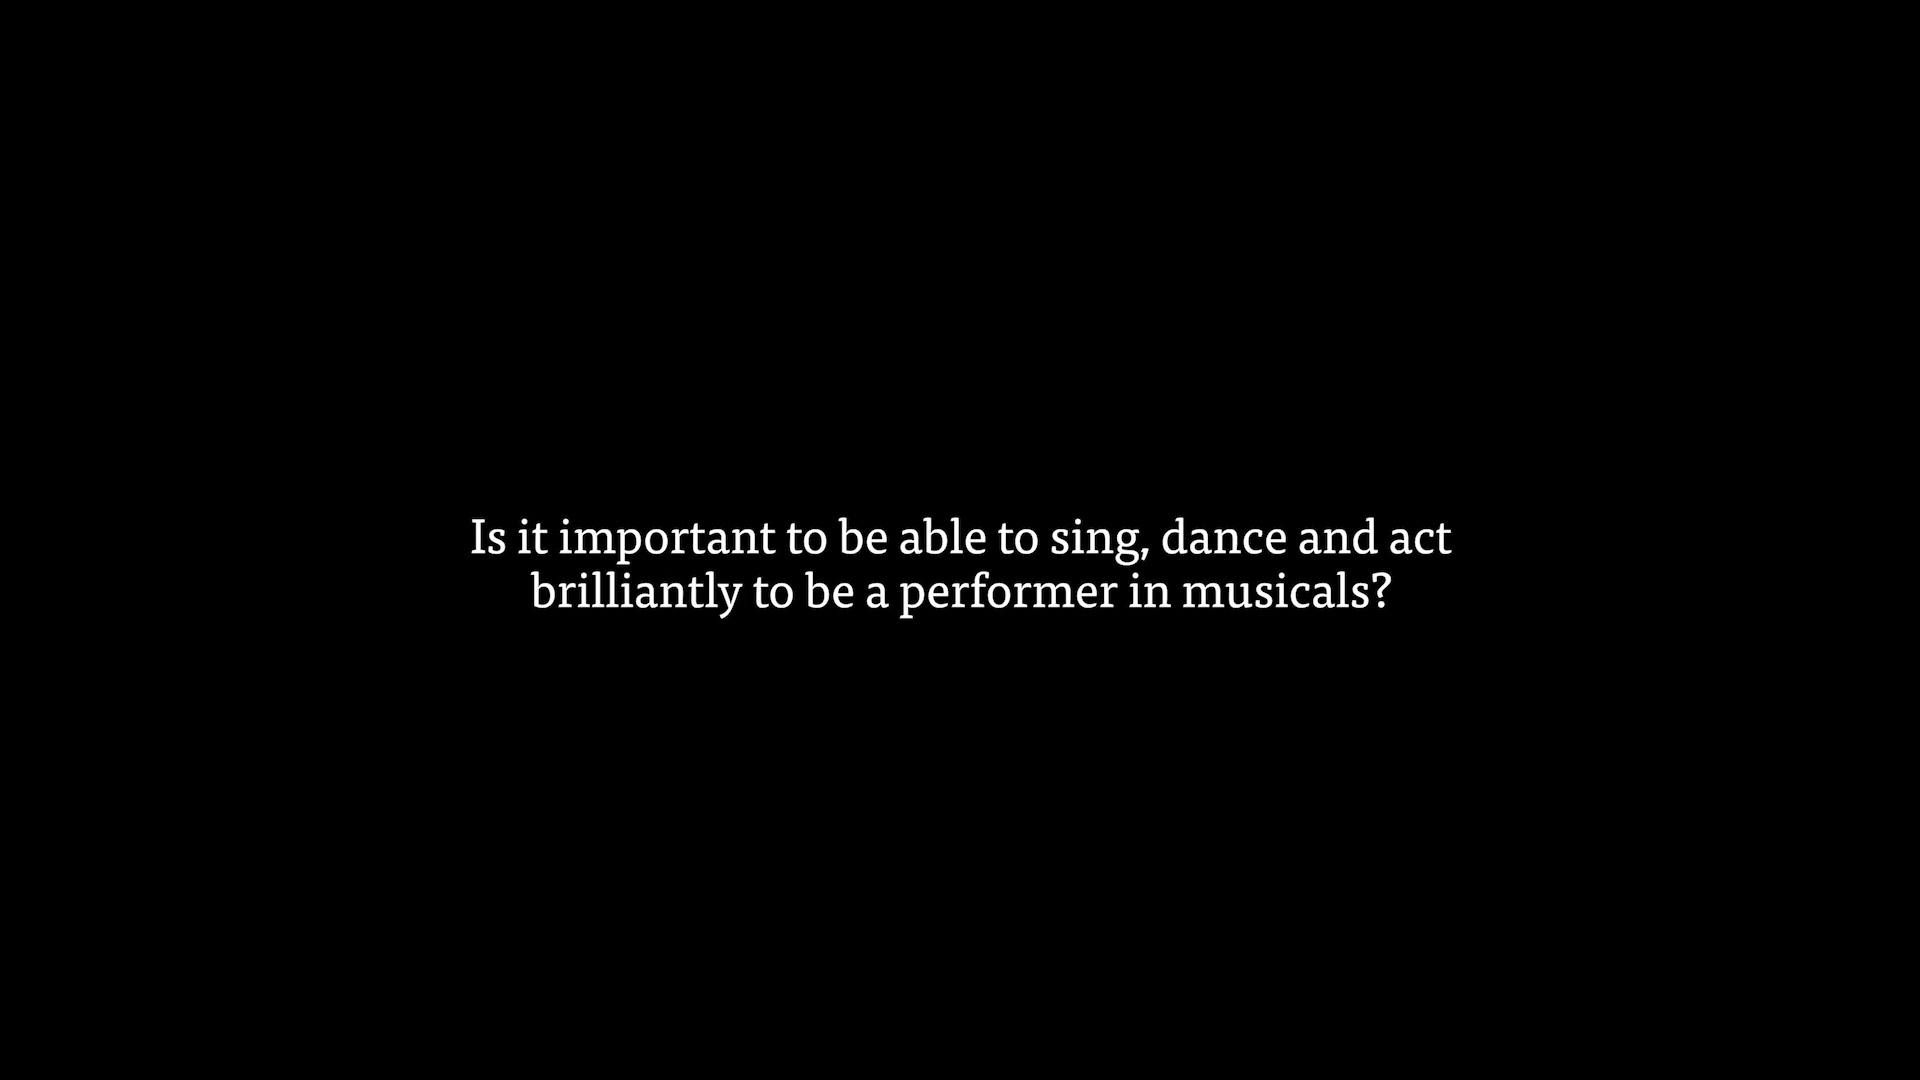 Is it important to be able to sing, dance and act
brilliantly to be a performer in musicals?